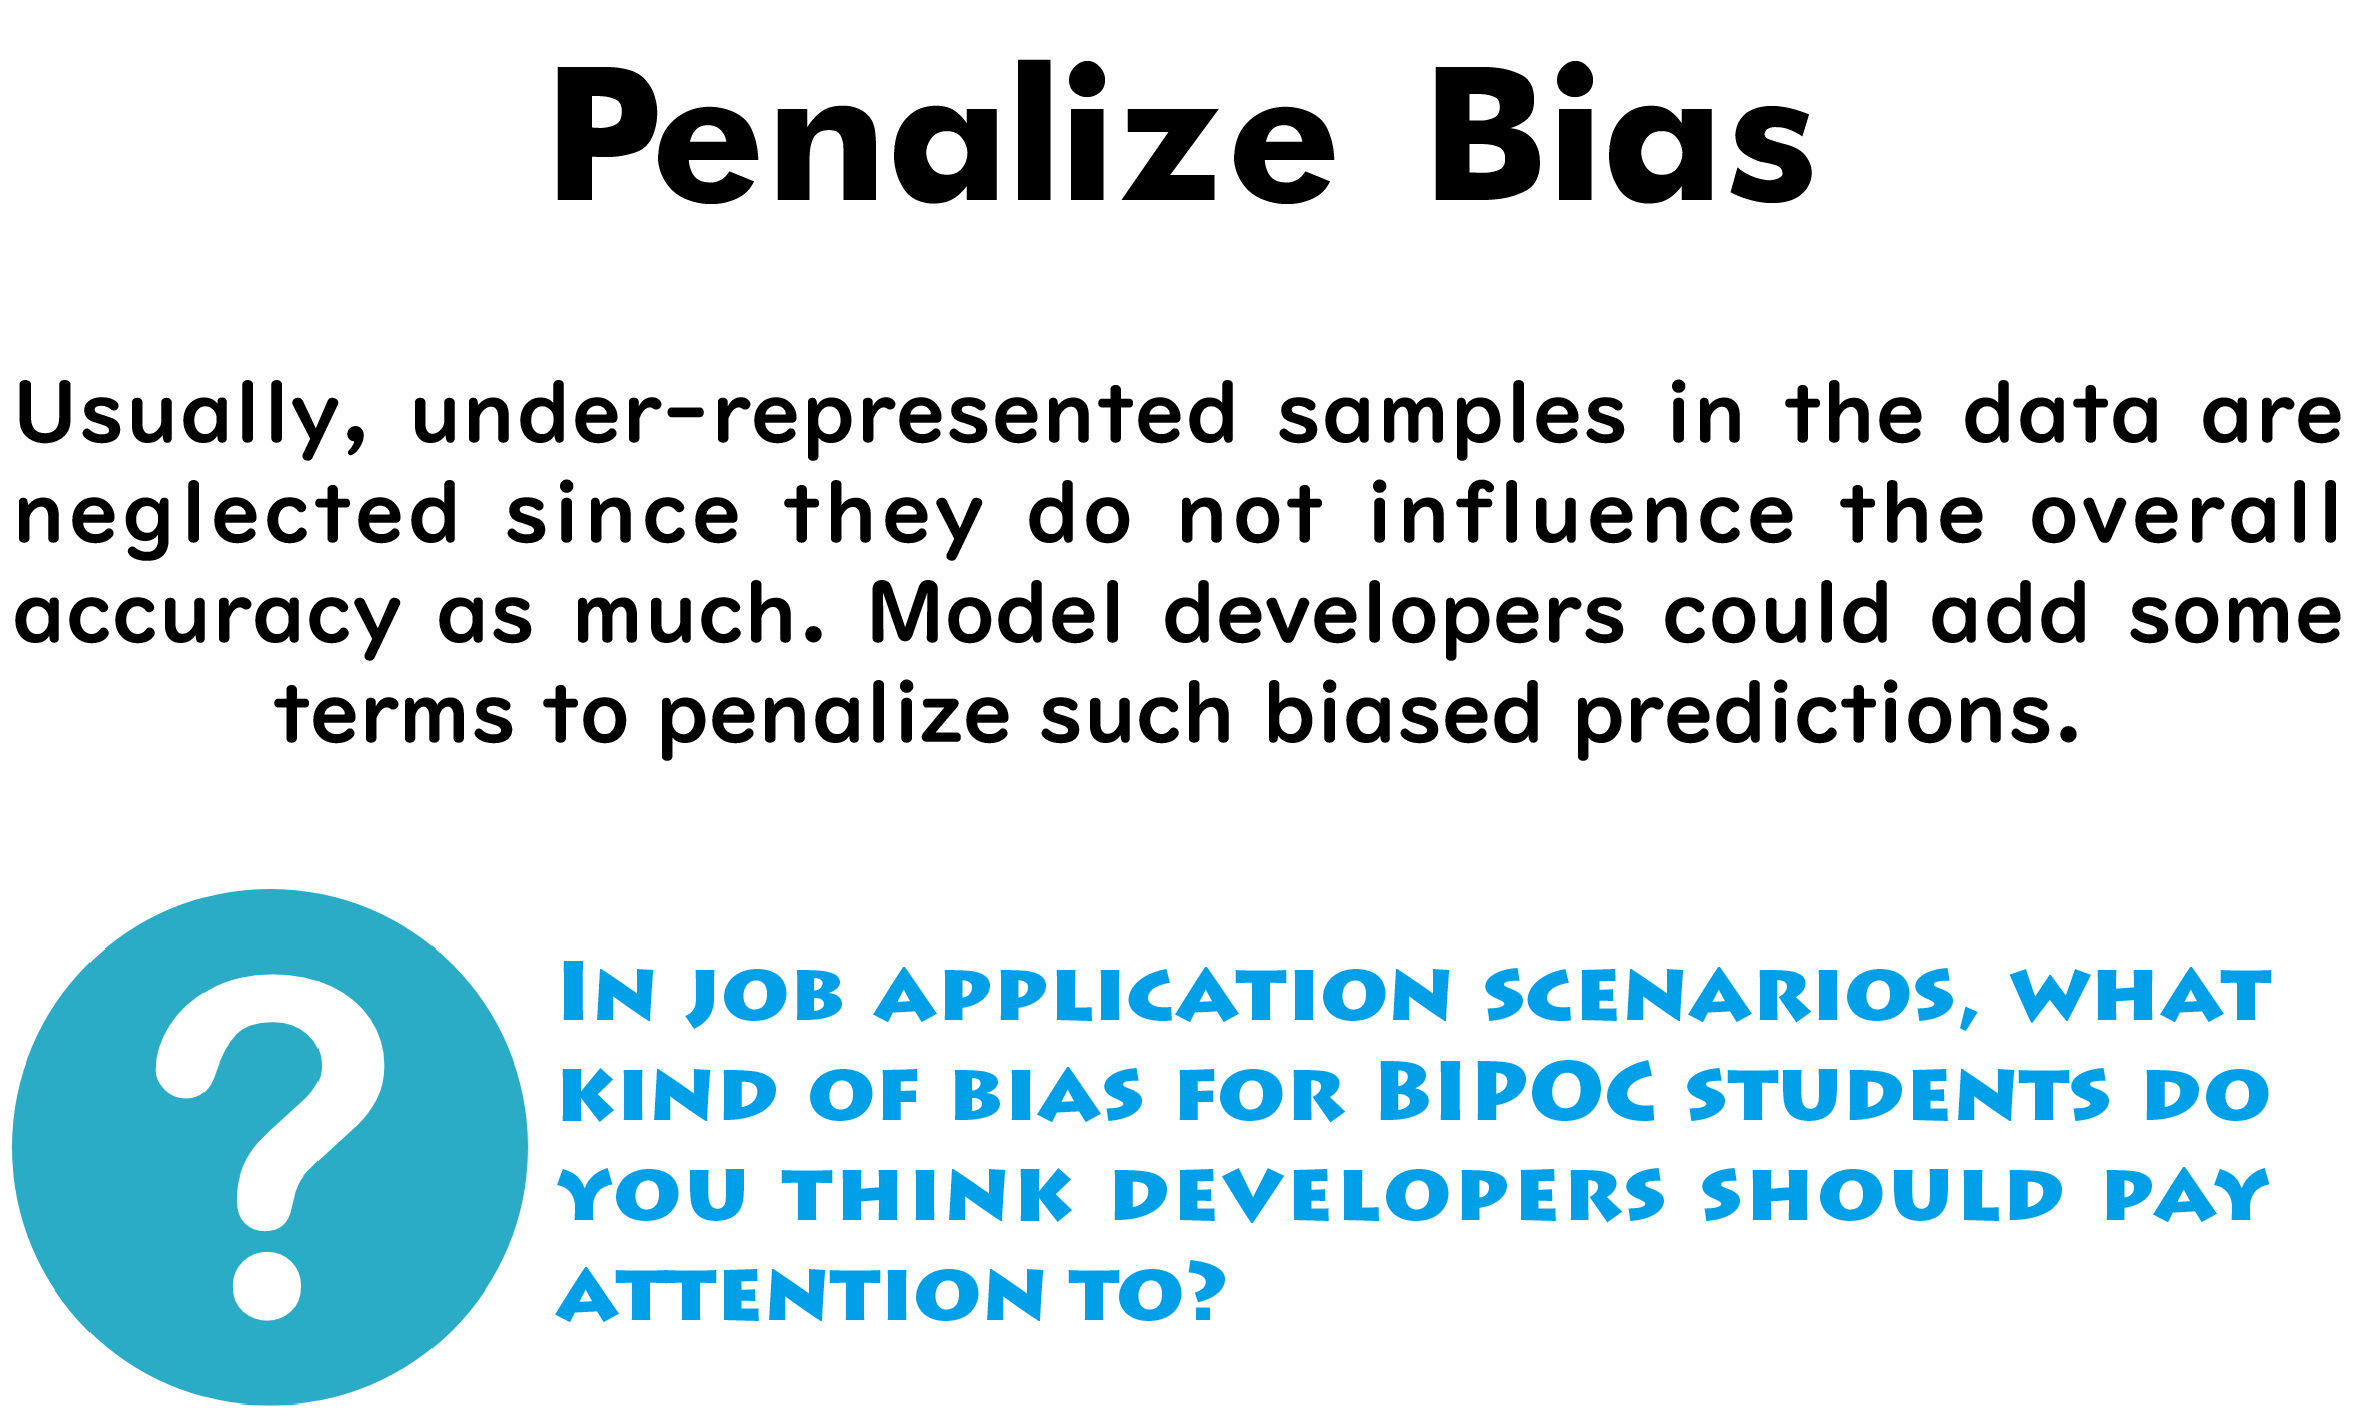 Penalize Bias
Usually, under-represented samples in the data are
neglected since they do not influence the overall
accuracy as much. Model developers could add some
terms to penalize such biased predictions.
?
In job application scenarios, what
kind of bias for BIPOC students do
you think developers should pay
attention to?